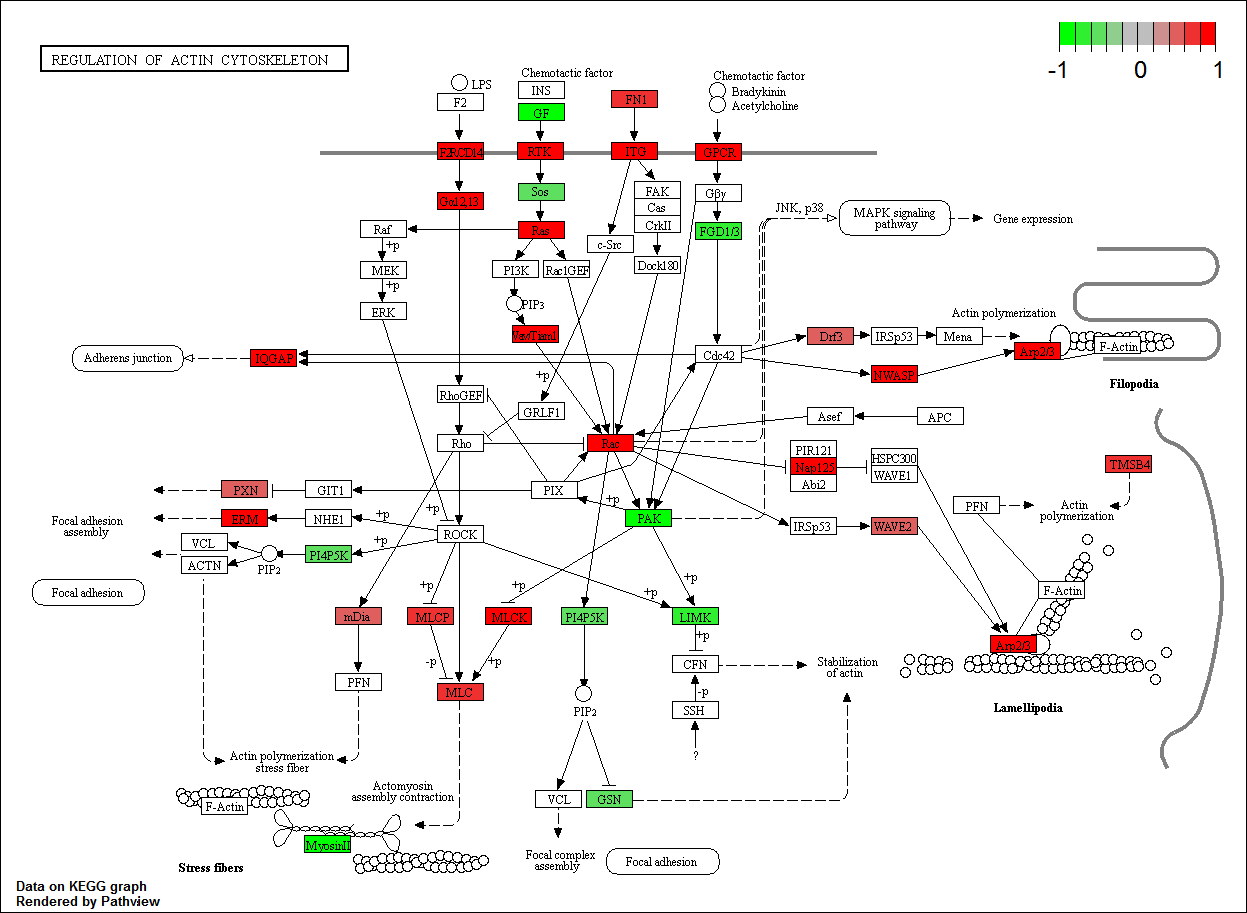 REGULATION OF ACTIN CYTOSKELETON
-1 0 1
LPS
F2
Chemotactic factor
INS
GF
FN1
Chemotactic factor
Bradykinin
Acetylcholine
RTK
ITG
GPCR
Gα12,13
Sos
FAK
Cas
CrkII
Gβγ
FGD1/3
JNK, p38
MAPK signaling
pathway
Gene expression
Raf
+p
MEK
+p
ERK
Ras
c-Src
PI3K
Rac1GEF
Dock180
PIP3
Adherens junction
IQGAP
Cdc42
Drf3
IRSp53
Mena
Actin polymerization
Arp2/3
F-Actin
NWASP
Filopodia
+p
RhoGEF
GRLF1
Asef
APC
Rho
Rac
PIR121
Nap125
Abi2
HSPC300
WAVE1
TMSB4
PXN
GIT1
PIX
PFN
Actin
polymerization
+p
+p
ERM
NHE1
+p
PAK
IRSp53
WAVE2
Focal adhesion
assembly
VCL
ACTN
PIP2
PI4P5K
+p
ROCK
Focal adhesion
+p
+p
+p
+p
F-Actin
mDia
MLCP
MLCK
PI4P5K
LIMK
+p
Arp2/3
-p
+p
CFN
Stabilization
of actin
PFN
MLC
-p
SSH
PIP2
?
Lamellipodia
Actin polymerization
stress fiber
Actomyosin
assembly contraction
F-Actin
VCL
GSN
MyosinII
Stress fibers
Focal complex
assembly
Focal adhesion
Data on KEGG graph
Rendered by Pathview